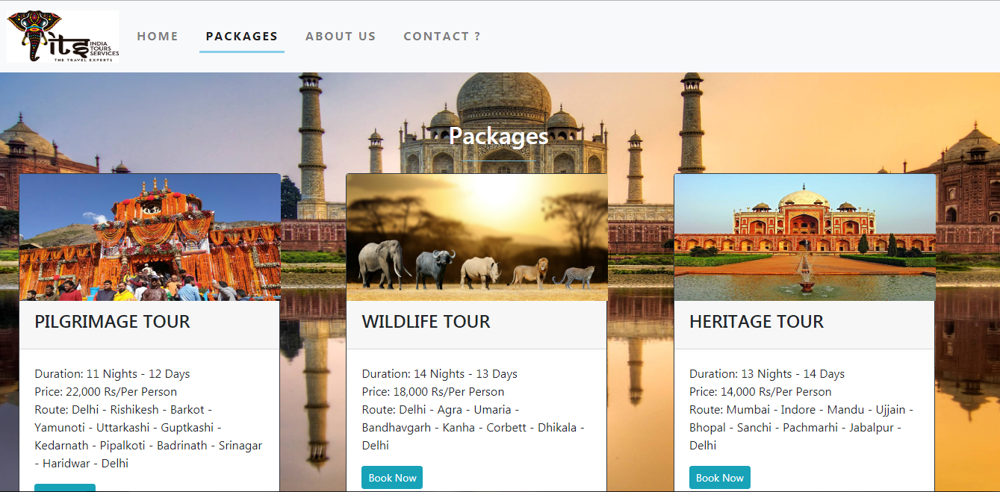 its
INDIA
TOURS
SERVICES
THE TRAVEL EXPERTS
HOME
PACKAGES
ABOUT US
CONTACT ?
Packages
PILGRIMAGE TOUR
Duration: 11 Nights - 12 Days
Price: 22,000 Rs/Per Person
Route: Delhi - Rishikesh - Barkot -
Yamunoti - Uttarkashi - Guptkashi -
Kedarnath - Pipalkoti - Badrinath - Srinagar
- Haridwar - Delhi
WILDLIFE TOUR
Duration: 14 Nights - 13 Days
Price: 18,000 Rs/Per Person
Route: Delhi - Agra - Umaria -
Bandhavgarh - Kanha - Corbett - Dhikala -
Delhi
Book Now
HERITAGE TOUR
Duration: 13 Nights - 14 Days
Price: 14,000 Rs/Per Person
Route: Mumbai - Indore - Mandu - Ujjain -
Bhopal - Sanchi - Pachmarhi - Jabalpur -
Delhi
Book Now